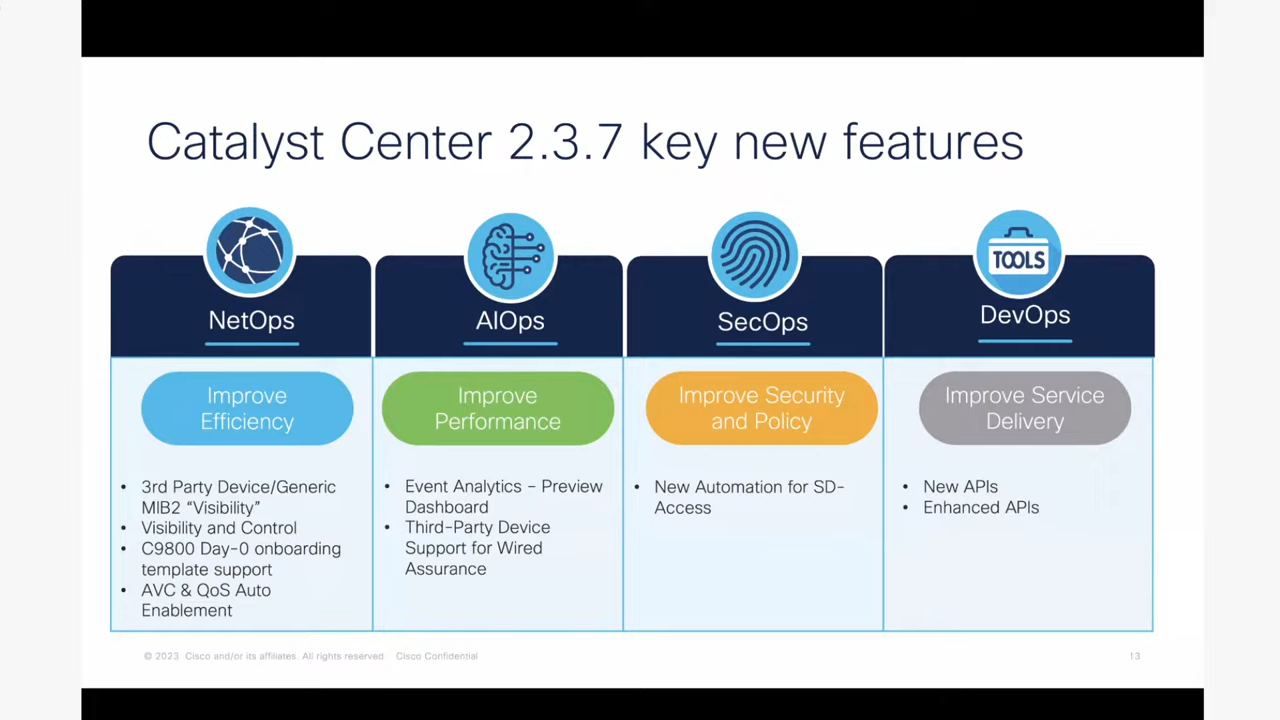 Catalyst Center 2.3.7 key new features
NetOps
Improve
Efficiency
• 3rd Party Device/Generic
MIB2 “Visibility”
• Visibility and Control
• C9800 Day-0 onboarding
template support
• AVC & QoS Auto
Enablement
AIOps
Improve
Performance
• Event Analytics – Preview
Dashboard
• Third-Party Device
Support for Wired
Assurance
SecOps
Improve Security
and Policy
• New Automation for SD-
Access
TOOLS
DevOps
Improve Service
Delivery
• New APIs
• Enhanced APIs
© 2023 Cisco and/or its affiliates. All rights reserved. Cisco Confidential
13